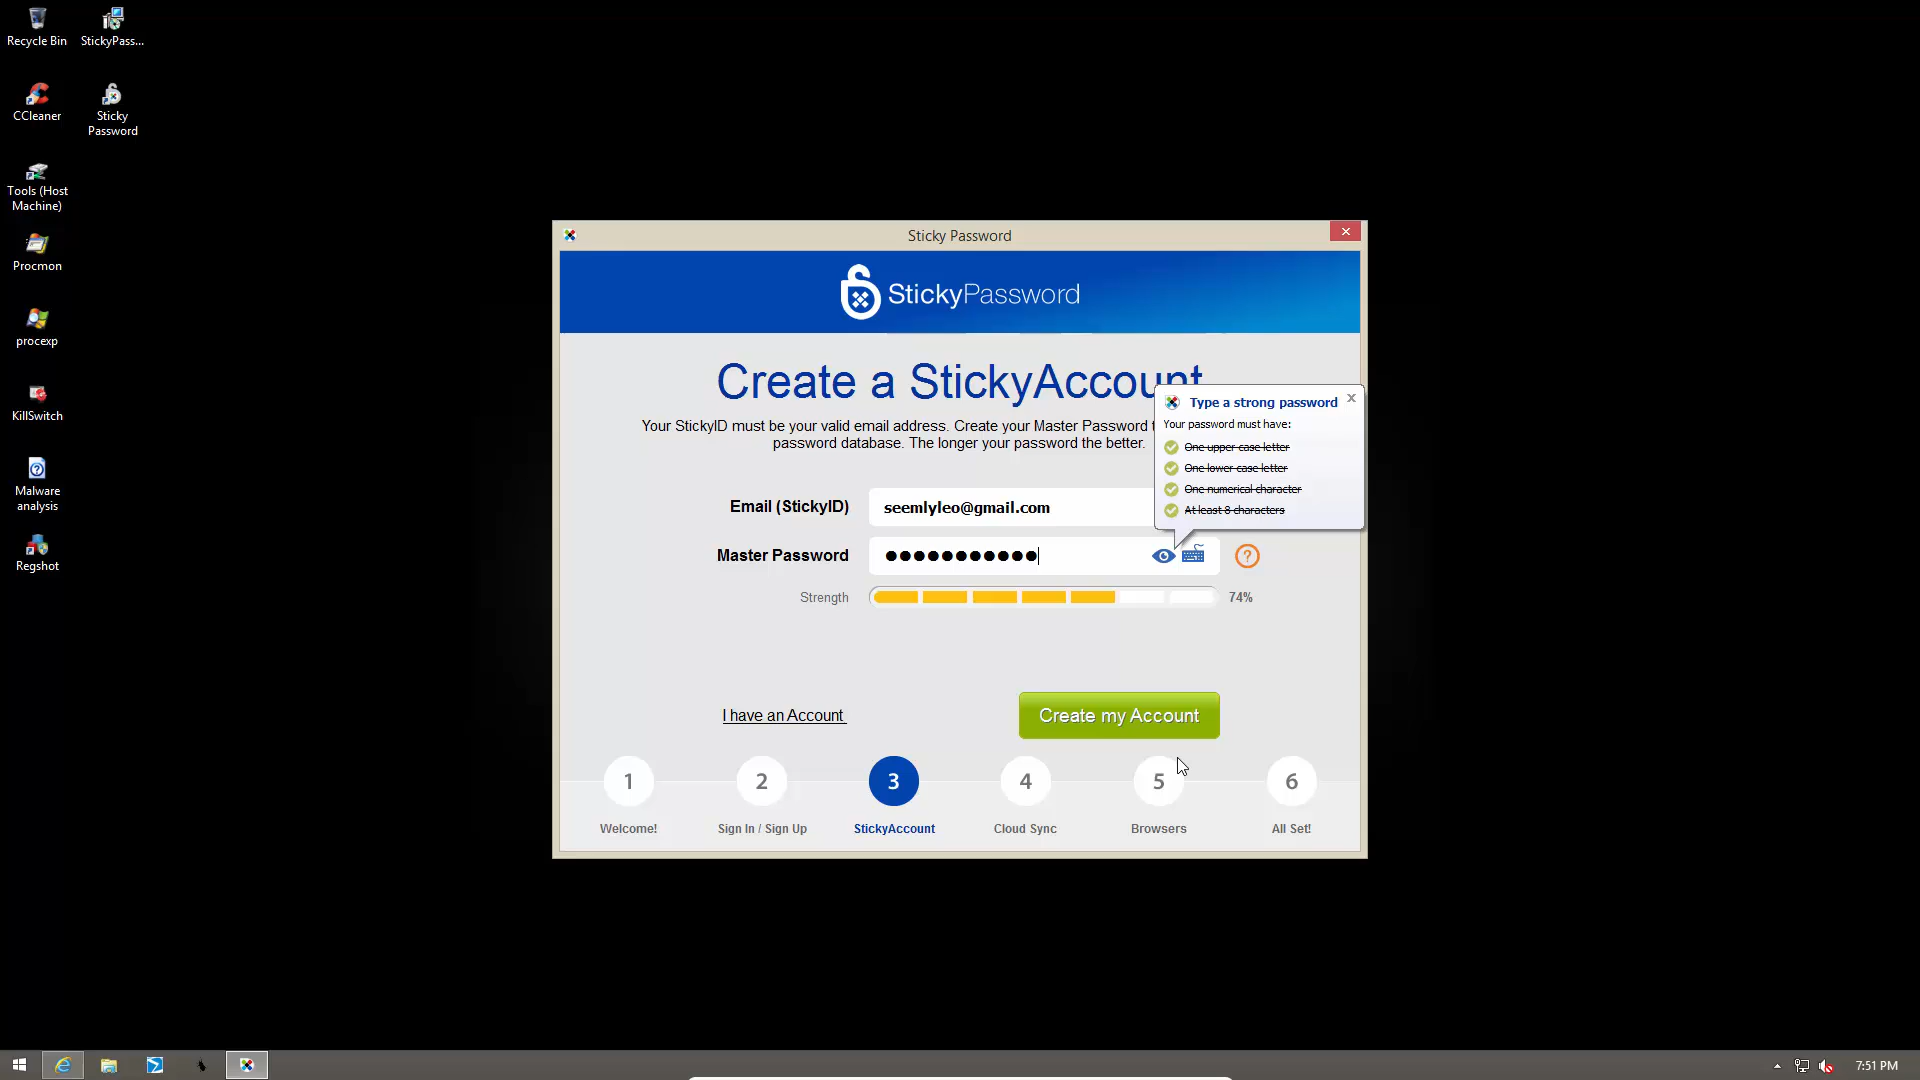 Recycle Bin
StickyPass...
CCleaner
Sticky
Password
Tools (Host
Machine)
Procmon
procexp
KillSwitch
Malware
analysis
Regshot
Sticky Password
StickyPassword
Create a StickyAccount
Your StickyID must be your valid email address. Create your Master Password
password database. The longer your password the better.
Type a strong password
Your password must have:
One upper case letter
One lower case letter
One numerical character
At least 8 characters
Email (StickyID)
seemlyleo@gmail.com
Master Password
Strength
74%
I have an Account
Create my Account
1
2
3
4
5
6
Welcome!
Sign In / Sign Up
StickyAccount
Cloud Sync
Browsers
All Set!
7:51 PM